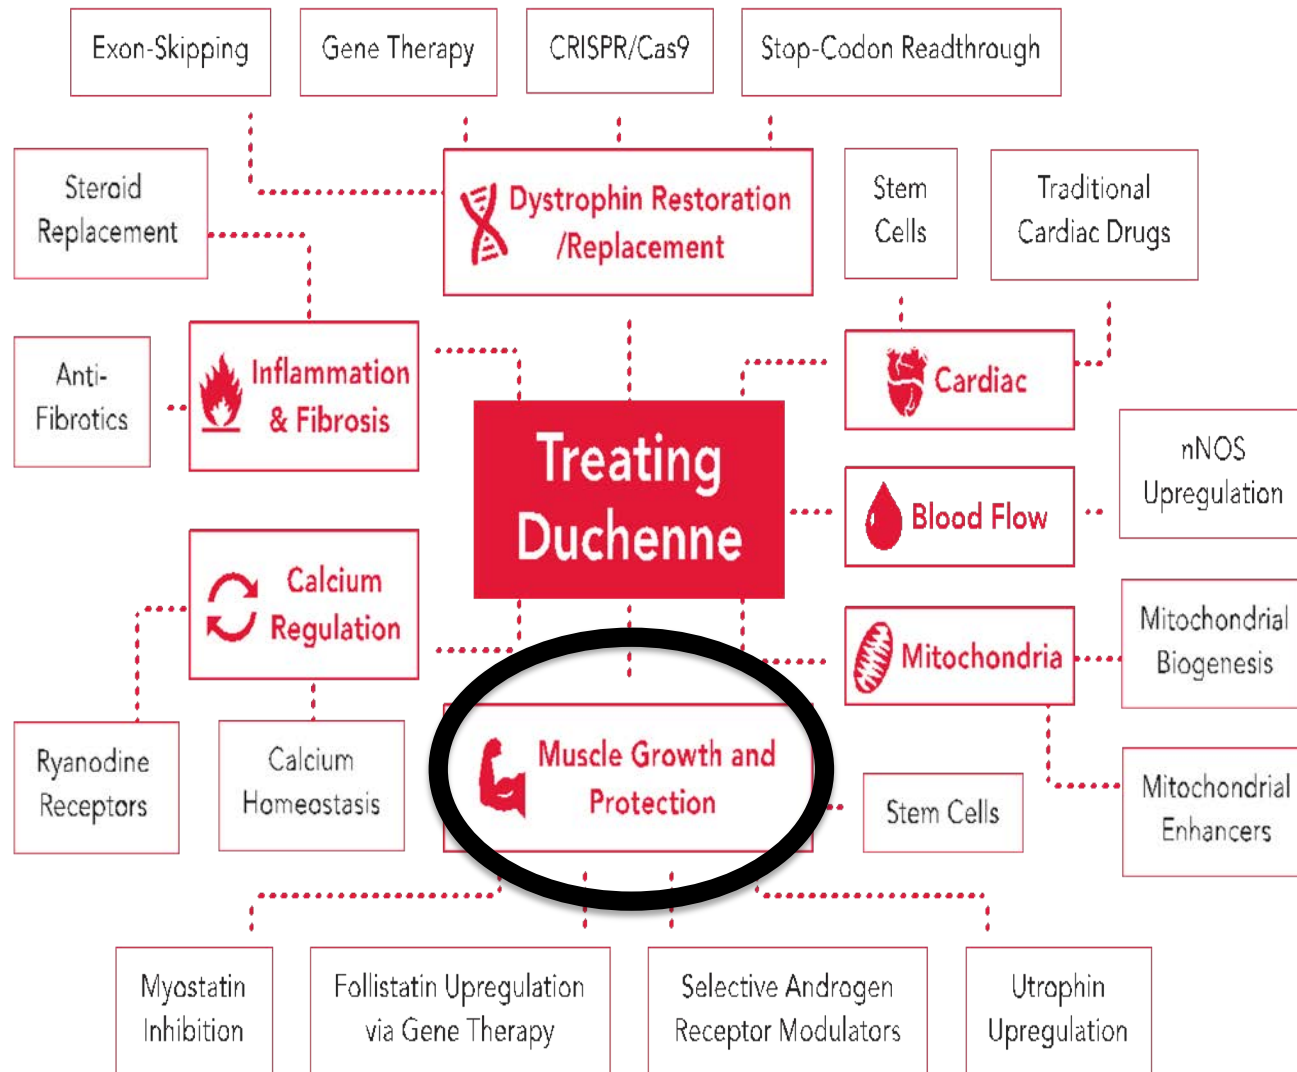 Exon-Skipping
Gene Therapy
CRISPR/Cas9
Stop-Codon Readthrough
Steroid
Replacement
Dystrophin Restoration
/Replacement
Stem
Cells
Traditional
Cardiac Drugs
Anti-
Fibrotics
Inflammation
& Fibrosis
Cardiac
Treating
Duchenne
nNOS
Upregulation
Blood Flow
Calcium
Regulation
Mitochondria
Mitochondrial
Biogenesis
Ryanodine
Receptors
Calcium
Homeostasis
Muscle Growth and
Protection
Stem Cells
Mitochondrial
Enhancers
Myostatin
Inhibition
Follistatin Upregulation
via Gene Therapy
Selective Androgen
Receptor Modulators
Utrophin
Upregulation